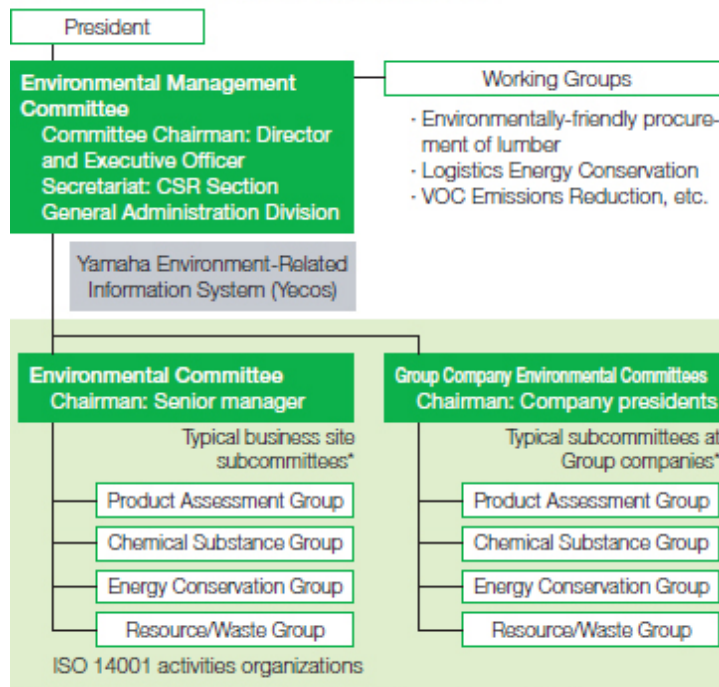 President
Environmental Management
Committee
Committee Chairman: Director
and Executive Officer
Secretariat: CSR Section
General Administration Division
Working Groups
· Environmentally-friendly procure-
ment of lumber
· Logistics Energy Conservation
· VOC Emissions Reduction, etc.
Yamaha Environment-Related
Information System (Yecos)
Environmental Committee
Chairman: Senior manager
Typical business site
subcommittees*
Product Assessment Group
Chemical Substance Group
Energy Conservation Group
Resource/Waste Group
ISO 14001 activities organizations
Group Company Environmental Committees
Chairman: Company presidents
Typical subcommittees at
Group companies*
Product Assessment Group
Chemical Substance Group
Energy Conservation Group
Resource/Waste Group